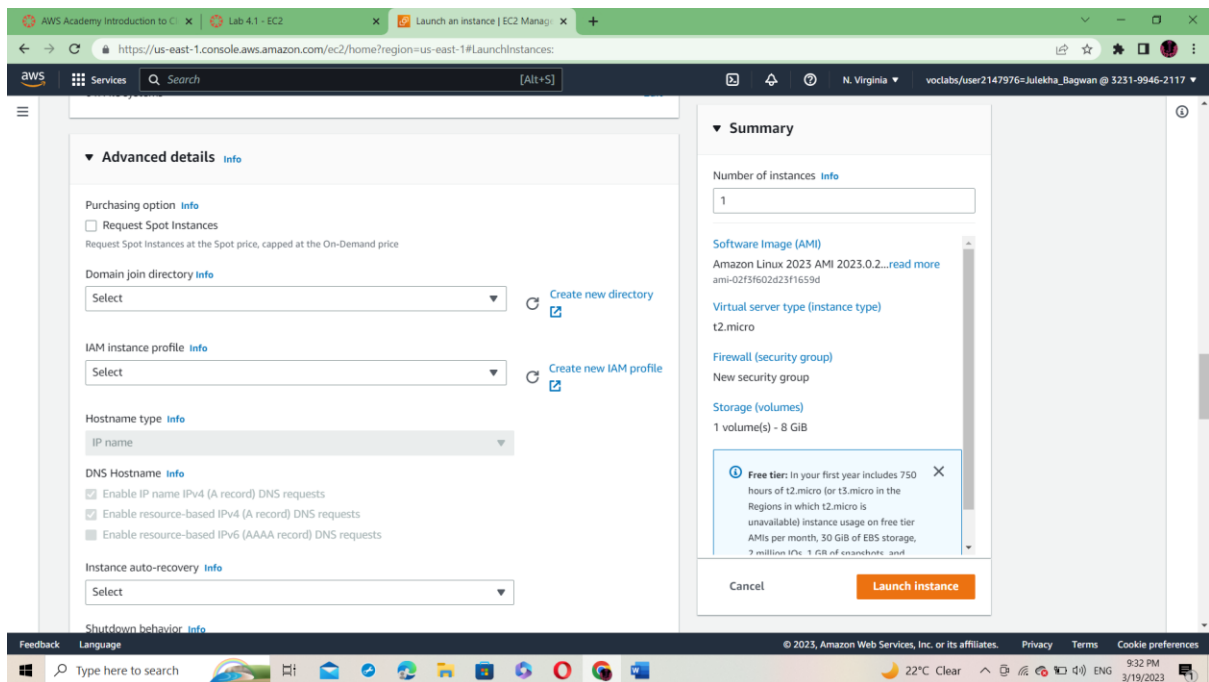 AWS Academy Introduction to Cl
Lab 4.1 - EC2
Launch an instance | EC2 Manag
https://us-east-1.console.aws.amazon.com/ec2/home?region=us-east-1#LaunchInstances:
aws
Services
Search
[Alt+S]
N. Virginia
voclabs/user2147976=Julekha_Bagwan @ 3231-9946-2117
Advanced details Info
Purchasing option Info
Request Spot Instances
Request Spot Instances at the Spot price, capped at the On-Demand price
Domain join directory Info
Select
Create new directory
IAM instance profile Info
Select
Create new IAM profile
Hostname type Info
IP name
DNS Hostname Info
Enable IP name IPv4 (A record) DNS requests
Enable resource-based IPv4 (A record) DNS requests
Enable resource-based IPv6 (AAAA record) DNS requests
Instance auto-recovery Info
Select
Shutdown behavior Info
Summary
Number of instances Info
1
Software Image (AMI)
Amazon Linux 2023 AMI 2023.0.2...read more
ami-02f3f602d23f1659d
Virtual server type (instance type)
t2.micro
Firewall (security group)
New security group
Storage (volumes)
1 volume(s) - 8 GiB
Free tier: In your first year includes 750
hours of t2.micro (or t3.micro in the
Regions in which t2.micro is
unavailable) instance usage on free tier
AMIs per month, 30 GiB of EBS storage,
2 million IOs, 1 GB of snapshots, and
Cancel
Launch instance
Feedback
Language
© 2023, Amazon Web Services, Inc. or its affiliates.
Privacy
Terms
Cookie preferences
Type here to search
22°C Clear
ENG
9:32 PM
3/19/2023